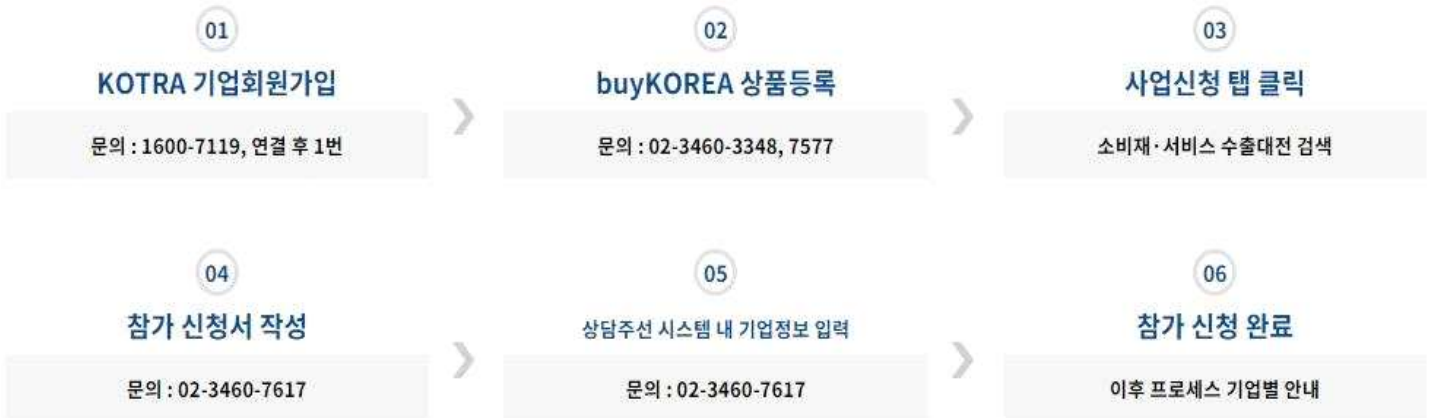 01
KOTRA 기업회원가입
문의 : 1600-7119, 연결 후 1번
02
buyKOREA 상품등록
문의 : 02-3460-3348, 7577
03
사업신청 탭 클릭
소비재·서비스 수출대전 검색
04
참가 신청서 작성
문의 : 02-3460-7617
05
상담주선 시스템 내 기업정보 입력
문의 : 02-3460-7617
06
참가 신청 완료
이후 프로세스 기업별 안내